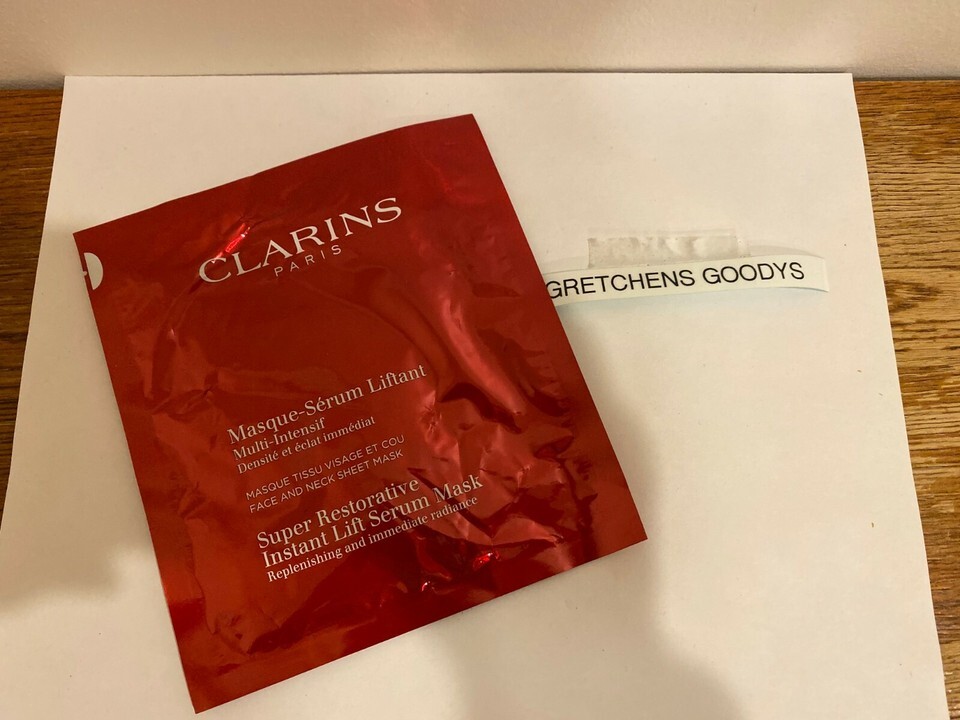 CLARINS
PARIS
Masque-Sérum Liftant
Multi-Intensif
Densité et éclat immédiat
MASQUE TISSU VISAGE ET COU
FACE AND NECK SHEET MASK
Super Restorative
Instant Lift Serum Mask
Replenishing and immediate radiance
GRETCHENS GOODYS